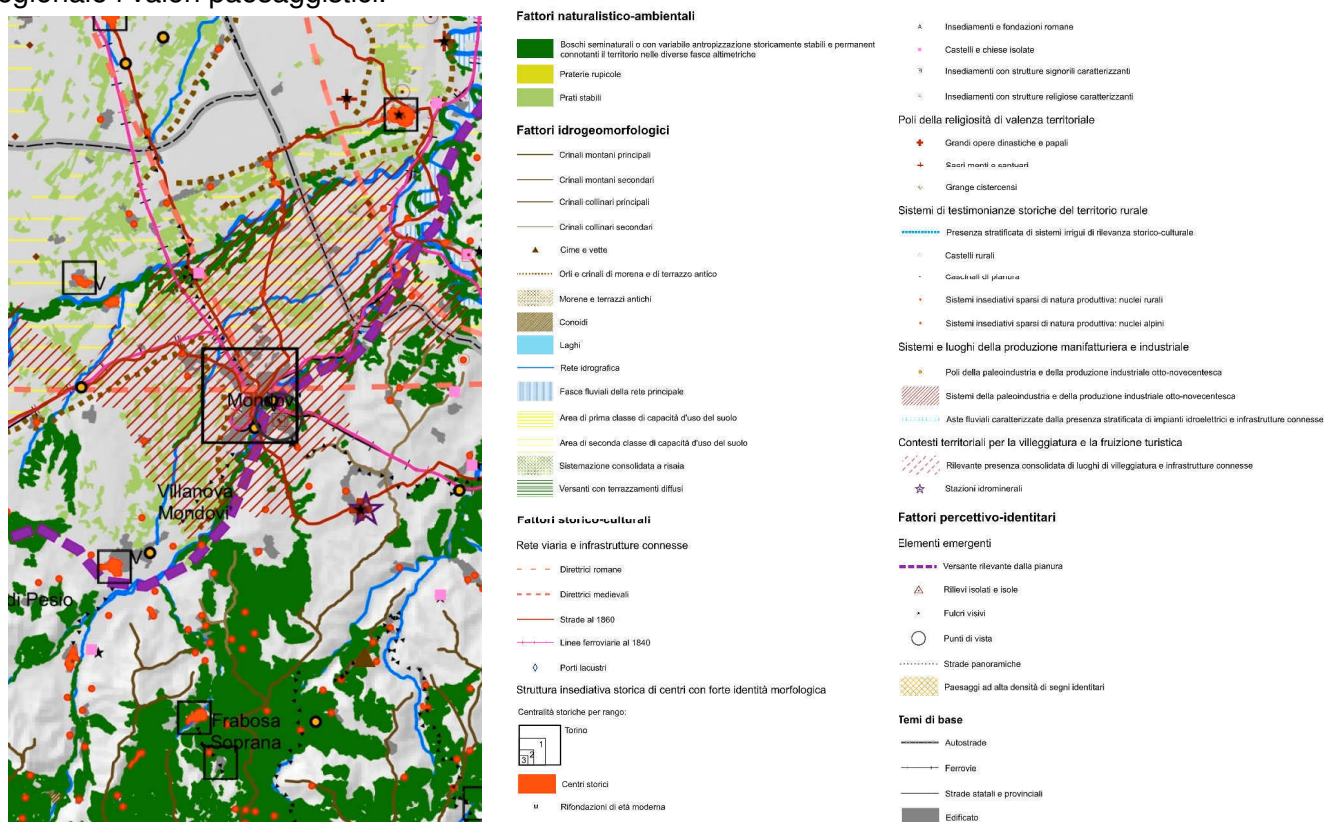 egionale i valori paesaggistici.
Mondovì
Villanova
Mondovi'
V
V
di Pesio
Frabosa
Soprana
Fattori naturalistico-ambientali
Boschi seminaturali o con variabile antropizzazione storicamente stabili e permanent
connotanti il territorio nelle diverse fasce altimetriche
Praterie rupicole
Prati stabili
Fattori idrogeomorfologici
Crinali montani principali
Crinali montani secondari
Crinali collinari principali
Crinali collinari secondari
Cime e vette
Orli e crinali di morena e di terrazzo antico
Morene e terrazzi antichi
Conoidi
Laghi
Rete idrografica
Fasce fluviali della rete principale
Area di prima classe di capacità d'uso del suolo
Area di seconda classe di capacità d'uso del suolo
Sistemazione consolidata a risaia
Versanti con terrazzamenti diffusi
Fattori storico-culturali
Rete viaria e infrastrutture connesse
Direttrici romane
Direttrici medievali
Strade al 1860
Linee ferroviarie al 1840
Porti lacustri
Struttura insediativa storica di centri con forte identità morfologica
Centralità storiche per rango:
Torino
1
2
3
Centri storici
Rifondazioni di età moderna
Insediamenti e fondazioni romane
Castelli e chiese isolate
Insediamenti con strutture signorili caratterizzanti
Insediamenti con strutture religiose caratterizzanti
Poli della religiosità di valenza territoriale
Grandi opere dinastiche e papali
Sacri monti e santuari
Grange cistercensi
Sistemi di testimonianze storiche del territorio rurale
Presenza stratificata di sistemi irrigui di rilevanza storico-culturale
Castelli rurali
Cascinali di pianura
Sistemi insediativi sparsi di natura produttiva: nuclei rurali
Sistemi insediativi sparsi di natura produttiva: nuclei alpini
Sistemi e luoghi della produzione manifatturiera e industriale
Poli della paleoindustria e della produzione industriale otto-novecentesca
Sistemi della paleoindustria e della produzione industriale otto-novecentesca
Aste fluviali caratterizzate dalla presenza stratificata di impianti idroelettrici e infrastrutture connesse
Contesti territoriali per la villeggiatura e la fruizione turistica
Rilevante presenza consolidata di luoghi di villeggiatura e infrastrutture connesse
Stazioni idrominerali
Fattori percettivo-identitari
Elementi emergenti
Versante rilevante dalla pianura
Rilievi isolati e isole
Fulcri visivi
Punti di vista
Strade panoramiche
Paesaggi ad alta densità di segni identitari
Temi di base
Autostrade
Ferrovie
Strade statali e provinciali
Edificato